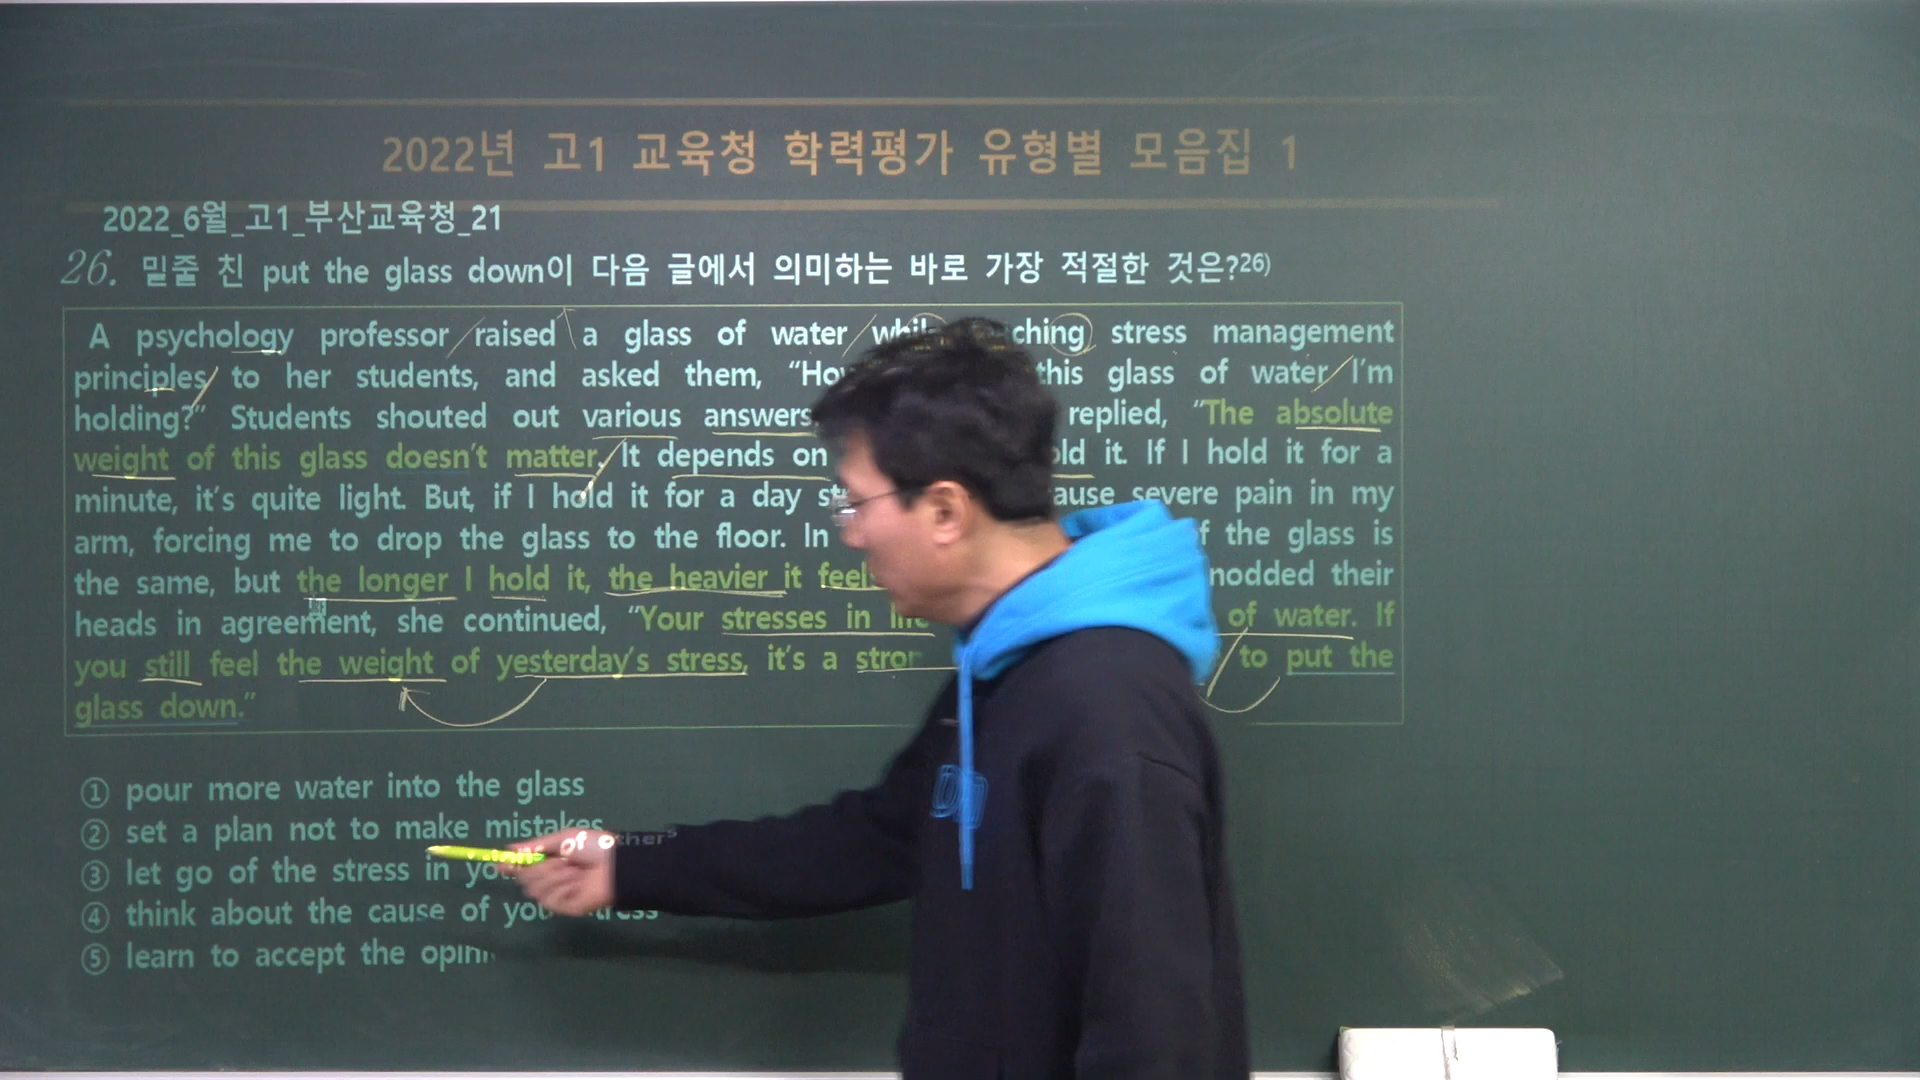 2022년 고1 교육청 학력평가 유형별 모음집 1
2022_6월_고1_부산교육청_21
26. 밑줄 친 put the glass down이 다음 글에서 의미하는 바로 가장 적절한 것은?26)
A psychology professor raised a glass of water while stress management
principles to her students, and asked them, “How this glass of water I’m
holding?” Students shouted out various answers replied, “The absolute
weight of this glass doesn’t matter. It depends on hold it. If I hold it for a
minute, it’s quite light. But, if I hold it for a day severe pain in my
arm, forcing me to drop the glass to the floor. In of the glass is
the same, but the longer I hold it, the heavier it feels nodded their
heads in agreement, she continued, “Your stresses in life of water. If
you still feel the weight of yesterday’s stress, it’s a to put the
glass down.”
① pour more water into the glass
② set a plan not to make mistakes
③ let go of the stress in
④ think about the cause of your stress
⑤ learn to accept the of others